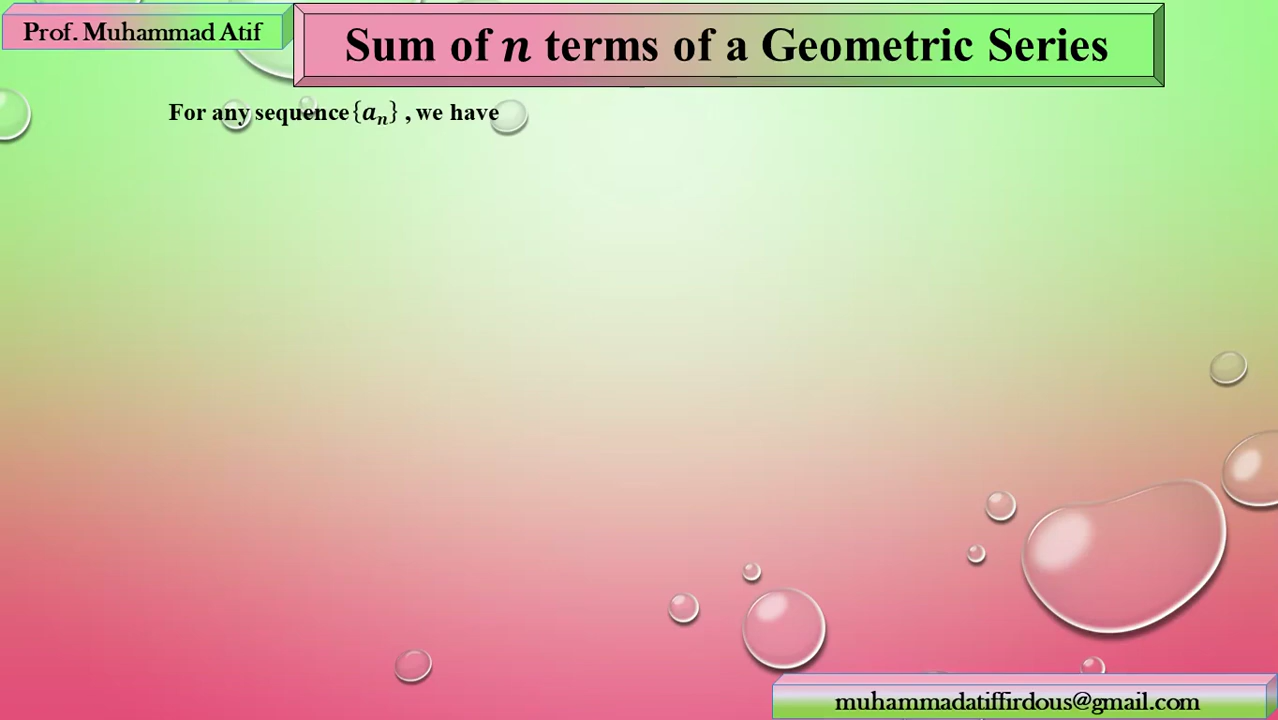 Prof. Muhammad Atif
Sum of n terms of a Geometric Series
For any sequence {aₙ} , we have
muhammadatiffirdous@gmail.com